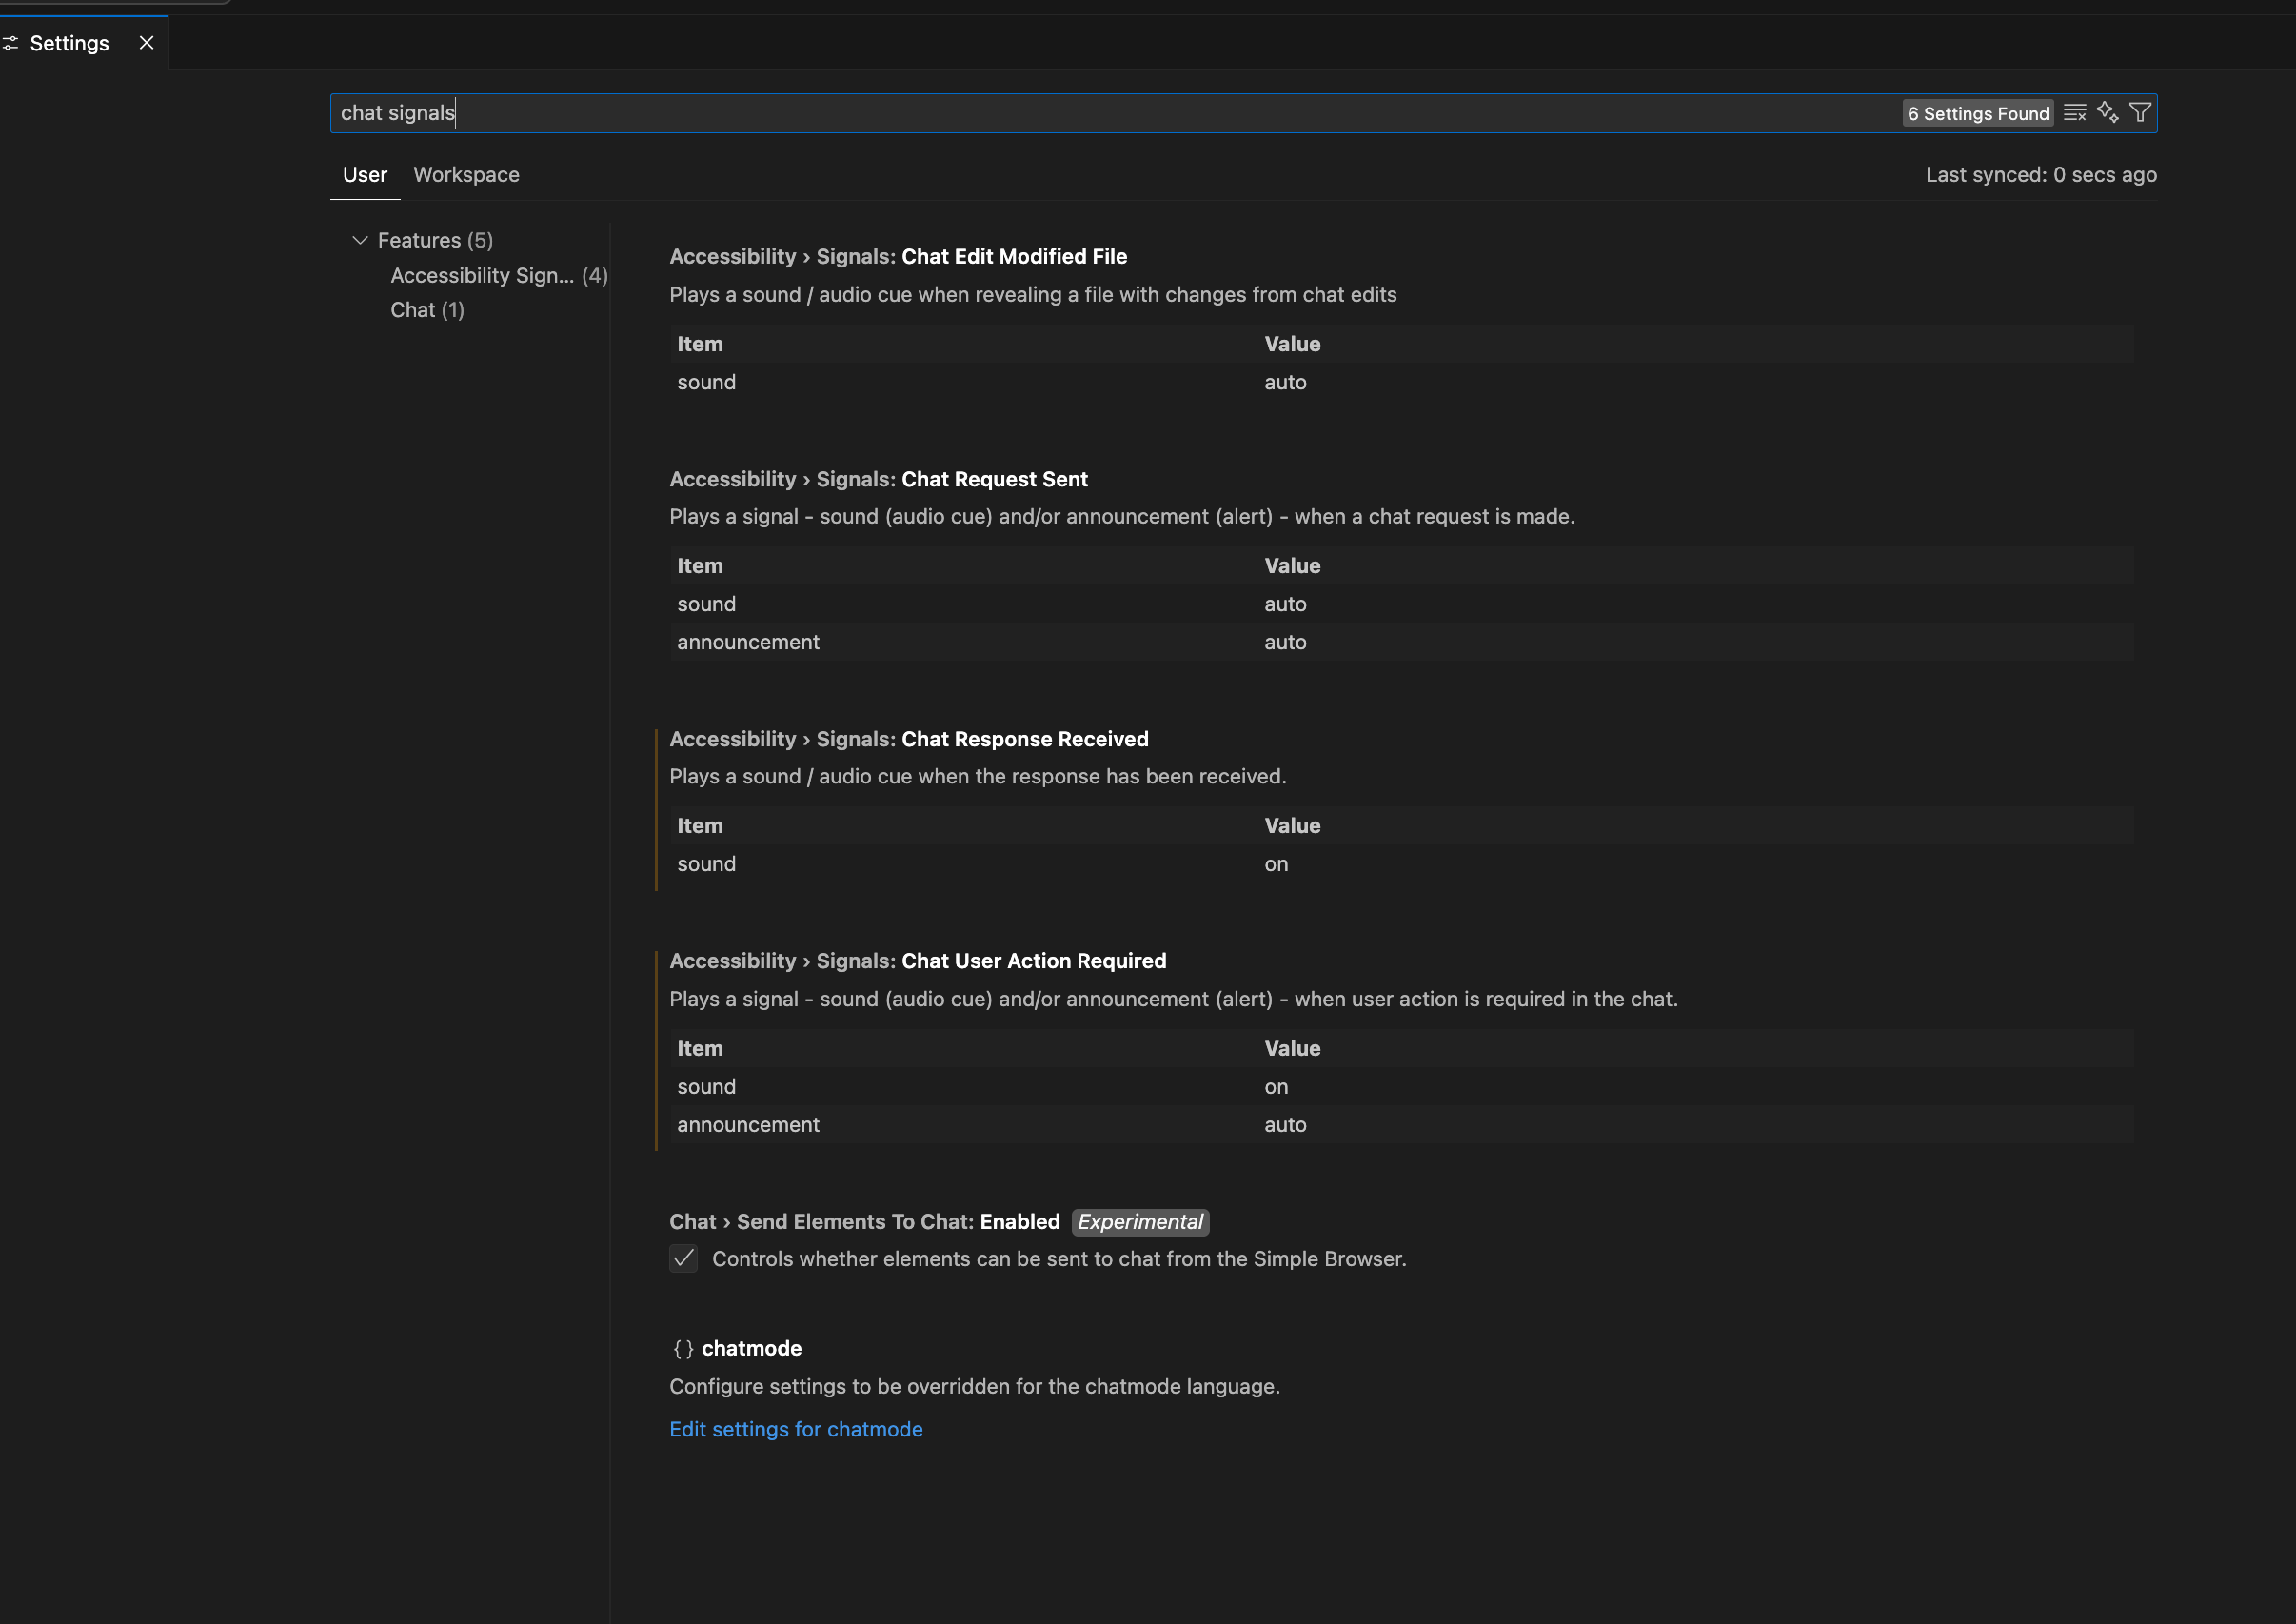 Settings
chat signals
6 Settings Found
User Workspace Last synced: 0 secs ago
Features (5)
Accessibility Sign... (4)
Chat (1)
Accessibility › Signals: Chat Edit Modified File
Plays a sound / audio cue when revealing a file with changes from chat edits
Item Value
sound auto
Accessibility › Signals: Chat Request Sent
Plays a signal - sound (audio cue) and/or announcement (alert) - when a chat request is made.
Item Value
sound auto
announcement auto
Accessibility › Signals: Chat Response Received
Plays a sound / audio cue when the response has been received.
Item Value
sound on
Accessibility › Signals: Chat User Action Required
Plays a signal - sound (audio cue) and/or announcement (alert) - when user action is required in the chat.
Item Value
sound on
announcement auto
Chat › Send Elements To Chat: Enabled Experimental
Controls whether elements can be sent to chat from the Simple Browser.
{} chatmode
Configure settings to be overridden for the chatmode language.
Edit settings for chatmode